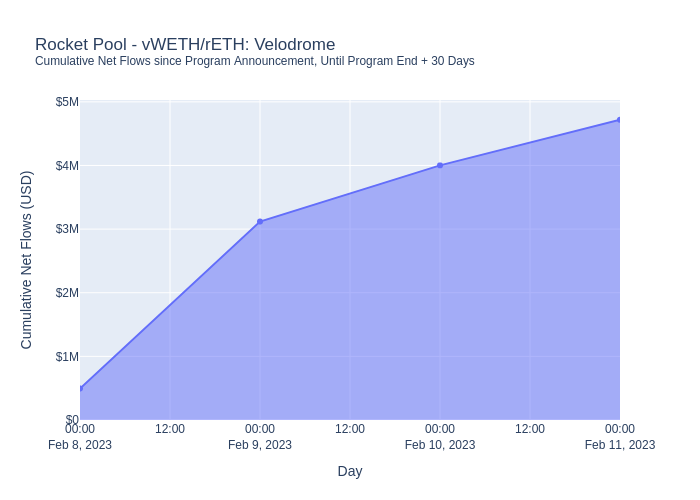 Rocket Pool - vWETH/rETH: Velodrome
Cumulative Net Flows since Program Announcement, Until Program End + 30 Days
Cumulative Net Flows (USD)
$5M
$4M
$3M
$2M
$1M
$0
00:00 12:00 00:00 12:00 00:00 12:00 00:00
Feb 8, 2023 Feb 9, 2023 Feb 10, 2023 Feb 11, 2023
Day